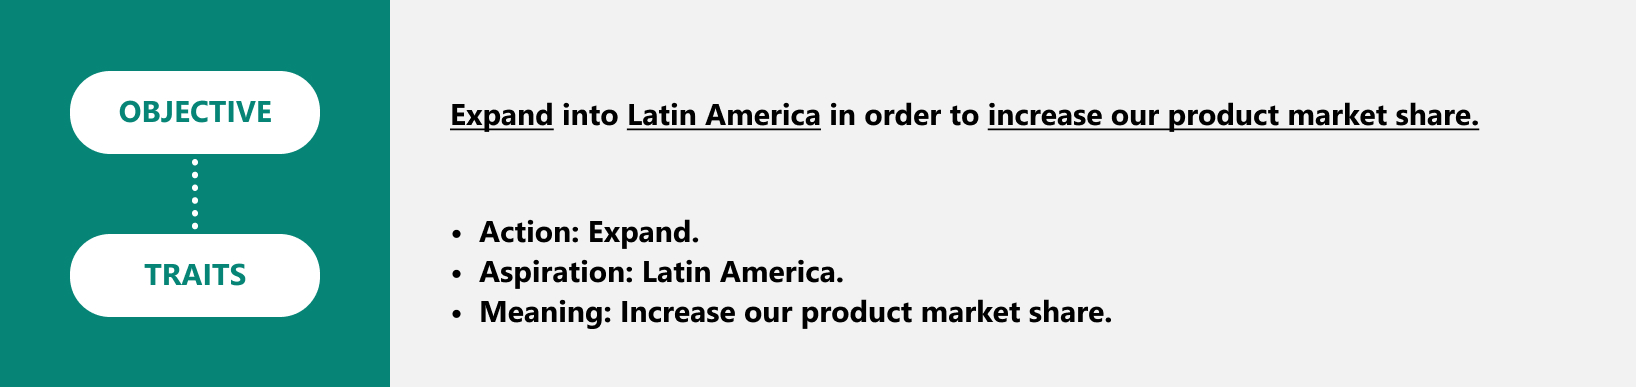 OBJECTIVE
Expand into Latin America in order to increase our product market share.
TRAITS
• Action: Expand.
• Aspiration: Latin America.
• Meaning: Increase our product market share.